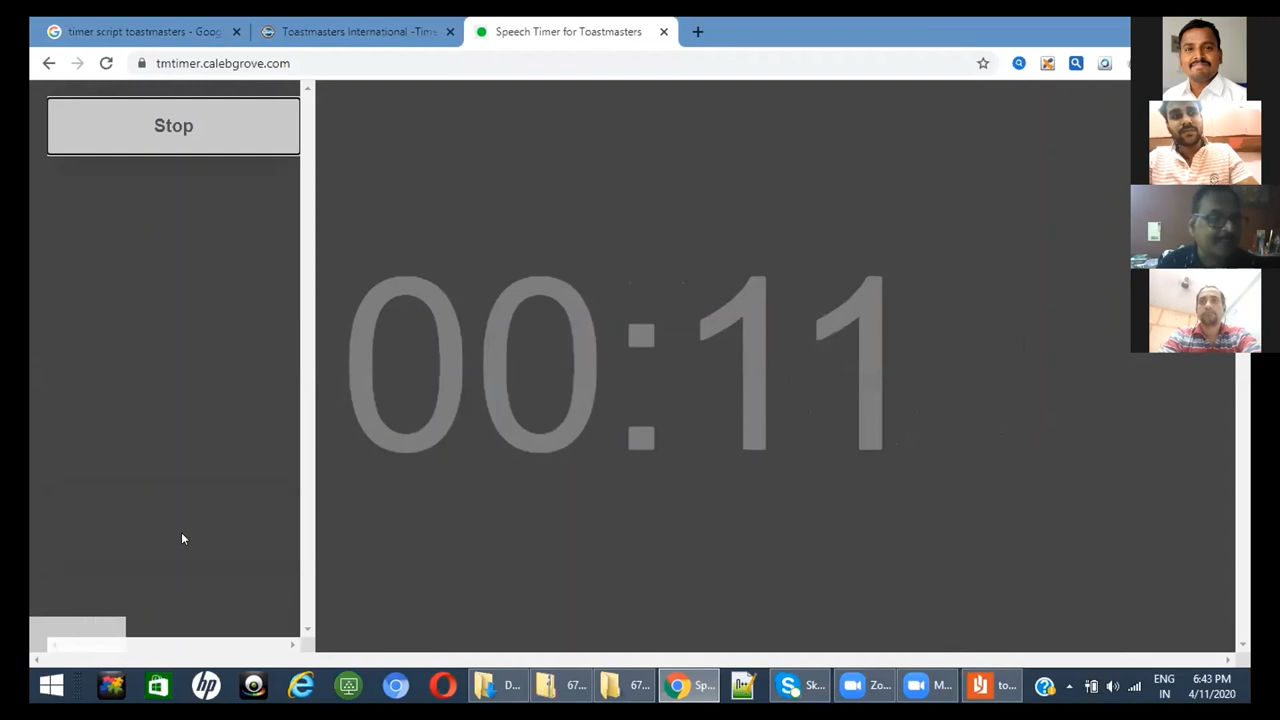 timer script toastmasters - Goog
Toastmasters International -Time
Speech Timer for Toastmasters
tmtimer.calebgrove.com
Stop
00:11
D...
67...
67...
Sp...
Sk...
Zo...
M...
to...
ENG
IN
6:43 PM
4/11/2020